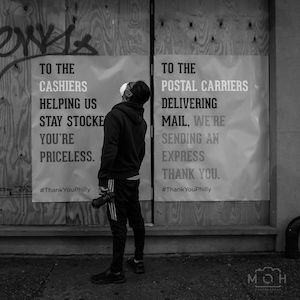 TO THE
CASHIERS
HELPING US
STAY STOCKE
YOU'RE
PRICELESS.
#ThankYouPhilly
TO THE
POSTAL CARRIERS
DELIVERING
MAIL, WE'RE
SENDING AN
EXPRESS
THANK YOU.
#ThankYouPhilly
M H